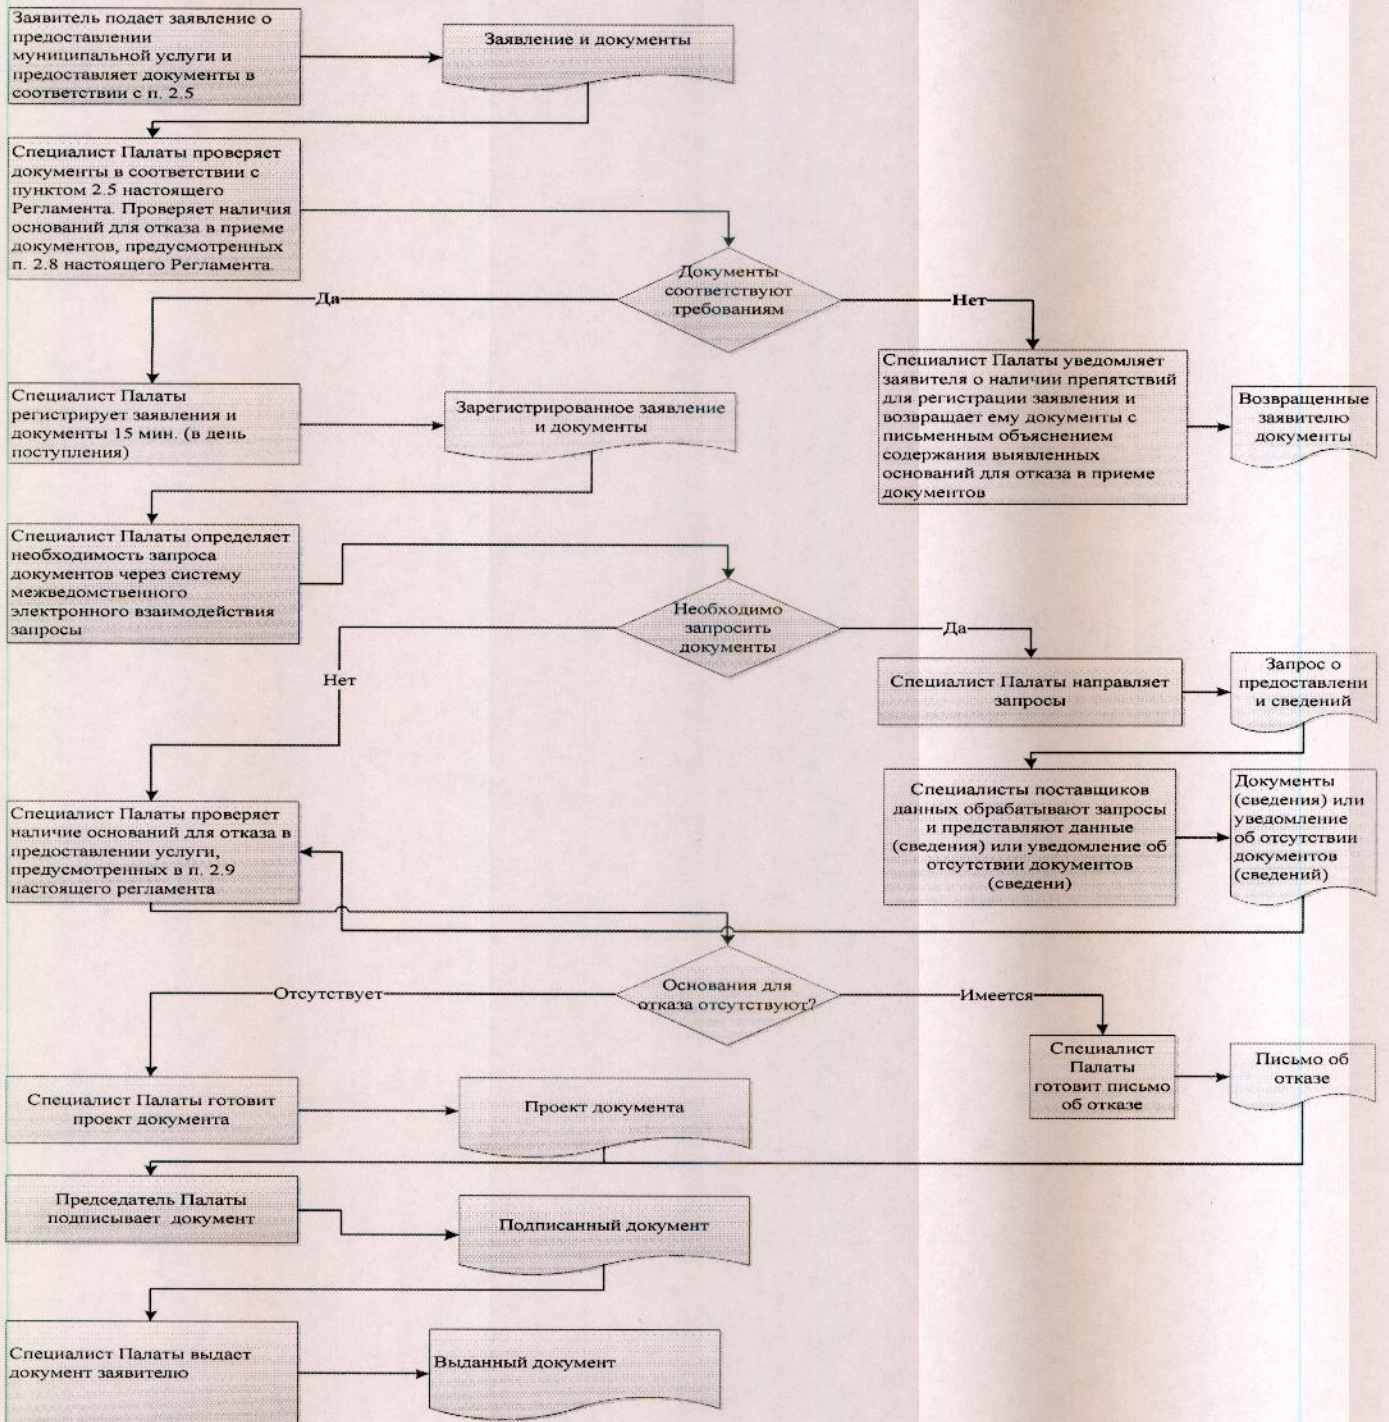 Заявитель подает заявление о
предоставлении
муниципальной услуги и
предоставляет документы в
соответствии с п. 2.5
Заявление и документы
Специалист Палаты проверяет
документы в соответствии с
пунктом 2.5 настоящего
Регламента. Проверяет наличия
оснований для отказа в приеме
документов, предусмотренных
п. 2.8 настоящего Регламента.
Документы
соответствуют
требованиям
Да
Нет
Специалист Палаты уведомляет
заявителя о наличии препятствий
для регистрации заявления и
возвращает ему документы с
письменным объяснением
содержания выявленных
оснований для отказа в приеме
документов
Возвращенные
заявителю
документы
Специалист Палаты
регистрирует заявления и
документы 15 мин. (в день
поступления)
Зарегистрированное заявление
и документы
Специалист Палаты определяет
необходимость запроса
документов через систему
межведомственного
электронного взаимодействия
запросы
Необходимо
запросить
документы
Да
Нет
Специалист Палаты направляет
запросы
Запрос о
предоставлени
и сведений
Специалисты поставщиков
данных обрабатывают запросы
и представляют данные
(сведения) или уведомление об
отсутствии документов
(сведени)
Документы
(сведения) или
уведомление
об отсутствии
документов
(сведений)
Специалист Палаты проверяет
наличие оснований для отказа в
предоставлении услуги,
предусмотренных в п. 2.9
настоящего регламента
Основания для
отказа отсутствуют?
Отсутствует
Имеется
Специалист
Палаты
готовит письмо
об отказе
Письмо об
отказе
Специалист Палаты готовит
проект документа
Проект документа
Председатель Палаты
подписывает документ
Подписанный документ
Специалист Палаты выдаст
документ заявителю
Выданный документ